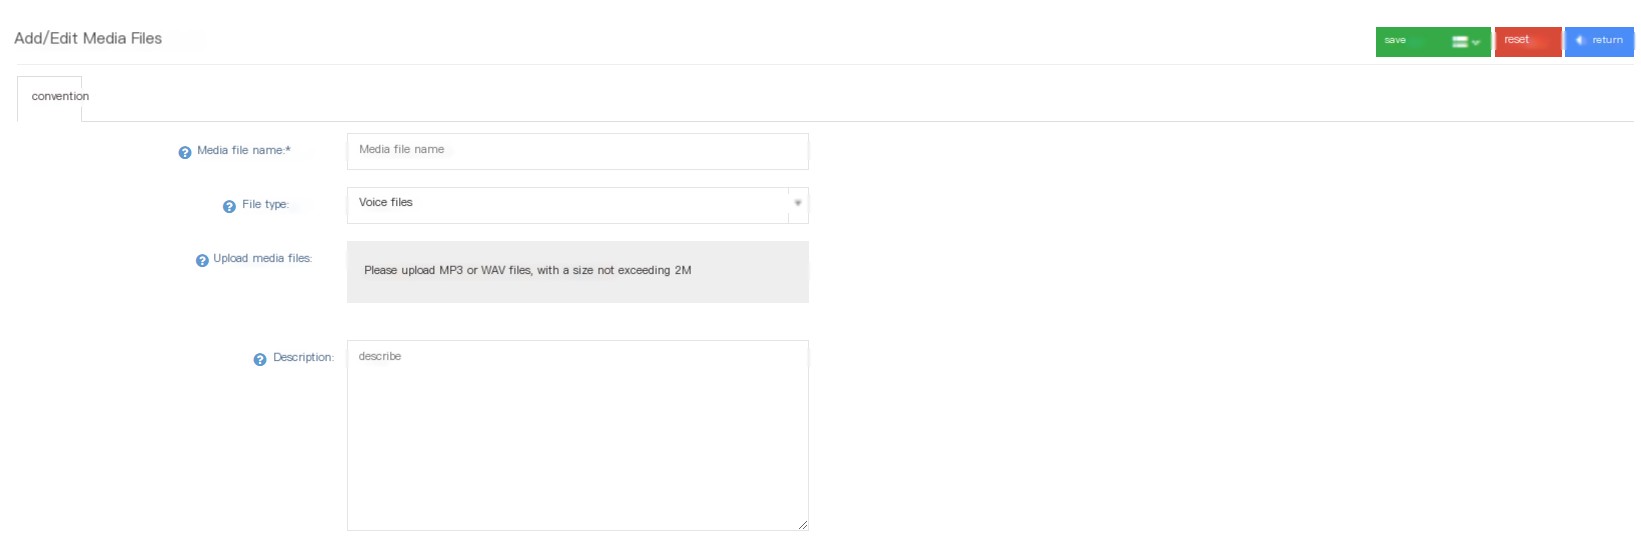 Add/Edit Media Files
save
reset
return
convention
Media file name:*
Media file name
File type:
Voice files
Upload media files:
Please upload MP3 or WAV files, with a size not exceeding 2M
Description:
describe